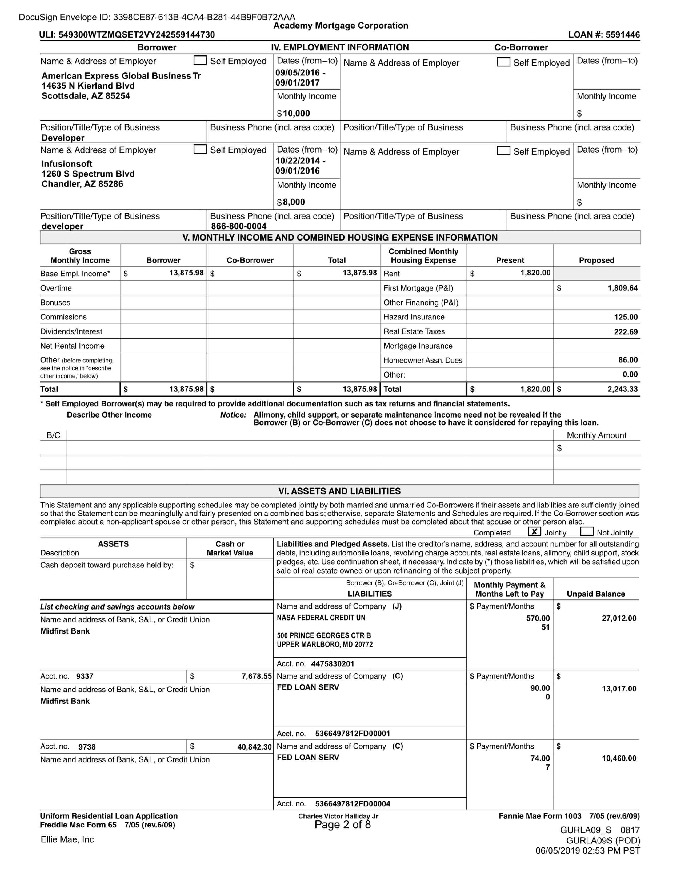 DocuSign Envelope ID: 3398CE87-613B-4CA4-B281-44B9F0B72AAA
Academy Mortgage Corporation
ULI: 549300WTZMQSET2VY242559144730 LOAN #: 5591446
Borrower IV. EMPLOYMENT INFORMATION Co-Borrower
Name & Address of Employer Self Employed Dates (from–to) Name & Address of Employer Self Employed Dates (from–to)
American Express Global Business Tr 09/05/2016 -
14635 N Kierland Blvd 09/01/2017
Scottsdale, AZ 85254 Monthly Income Monthly Income
$10,000 $
Position/Title/Type of Business Business Phone (incl. area code) Position/Title/Type of Business Business Phone (incl. area code)
Developer
Name & Address of Employer Self Employed Dates (from–to) Name & Address of Employer Self Employed Dates (from–to)
Infusionsoft 10/22/2014 -
1260 S Spectrum Blvd 09/01/2016
Chandler, AZ 85286 Monthly Income Monthly Income
$8,000 $
Position/Title/Type of Business Business Phone (incl. area code) Position/Title/Type of Business Business Phone (incl. area code)
developer 866-800-0004
V. MONTHLY INCOME AND COMBINED HOUSING EXPENSE INFORMATION
Gross Monthly Income Borrower Co-Borrower Total Combined Monthly Housing Expense Present Proposed
Base Empl. Income* $ 13,875.98 $ $ 13,875.98 Rent $ 1,820.00
Overtime First Mortgage (P&I) $ 1,809.64
Bonuses Other Financing (P&I)
Commissions Hazard Insurance 125.00
Dividends/Interest Real Estate Taxes 222.69
Net Rental Income Mortgage Insurance
Other (before completing, Homeowner Assn. Dues 86.00
see the notice in "describe
other income," below) Other: 0.00
Total $ 13,875.98 $ $ 13,875.98 Total $ 1,820.00 $ 2,243.33
* Self Employed Borrower(s) may be required to provide additional documentation such as tax returns and financial statements.
Describe Other Income Notice: Alimony, child support, or separate maintenance income need not be revealed if the
Borrower (B) or Co-Borrower (C) does not choose to have it considered for repaying this loan.
B/C Monthly Amount
$
VI. ASSETS AND LIABILITIES
This Statement and any applicable supporting schedules may be completed jointly by both married and unmarried Co-Borrowers if their assets and liabilities are sufficiently joined
so that the Statement can be meaningfully and fairly presented on a combined basis; otherwise, separate Statements and Schedules are required. If the Co-Borrower section was
completed about a non-applicant spouse or other person, this Statement and supporting schedules must be completed about that spouse or other person also.
Completed X Jointly Not Jointly
ASSETS Cash or Liabilities and Pledged Assets. List the creditor's name, address, and account number for all outstanding
Description Market Value debts, including automobile loans, revolving charge accounts, real estate loans, alimony, child support, stock
Cash deposit toward purchase held by: $ pledges, etc. Use continuation sheet, if necessary. Indicate by (*) those liabilities, which will be satisfied upon
sale of real estate owned or upon refinancing of the subject property.
Borrower (B), Co-Borrower (C), Joint (J) Monthly Payment &
LIABILITIES Months Left to Pay Unpaid Balance
List checking and savings accounts below Name and address of Company (J) $ Payment/Months $
Name and address of Bank, S&L, or Credit Union NASA FEDERAL CREDIT UN 570.00 27,012.00
Midfirst Bank 51
500 PRINCE GEORGES CTR B
UPPER MARLBORO, MD 20772
Acct. no. 4475830201
Acct. no. 9337 $ 7,678.55 Name and address of Company (C) $ Payment/Months $
Name and address of Bank, S&L, or Credit Union FED LOAN SERV 90.00 13,017.00
Midfirst Bank 0
Acct. no. 5366497812FD00001
Acct. no. 9738 $ 40,842.30 Name and address of Company (C) $ Payment/Months $
Name and address of Bank, S&L, or Credit Union FED LOAN SERV 74.00 10,460.00
7
Acct. no. 5366497812FD00004
Uniform Residential Loan Application Charles Victor Halliday Jr Fannie Mae Form 1003 7/05 (rev.6/09)
Freddie Mac Form 65 7/05 (rev.6/09) Page 2 of 8
GURLA09_S 0817
Ellie Mae, Inc. GURLA09S (POD)
06/05/2019 02:53 PM PST